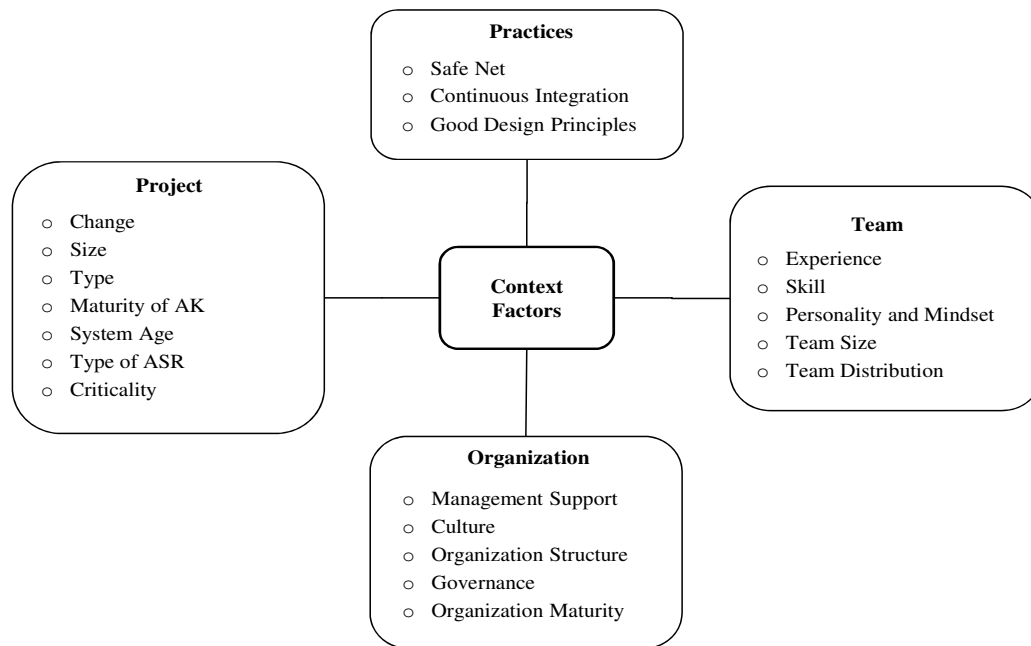 Practices
o Safe Net
o Continuous Integration
o Good Design Principles
Project
o Change
o Size
o Type
o Maturity of AK
o System Age
o Type of ASR
o Criticality
Context
Factors
Team
o Experience
o Skill
o Personality and Mindset
o Team Size
o Team Distribution
Organization
o Management Support
o Culture
o Organization Structure
o Governance
o Organization Maturity